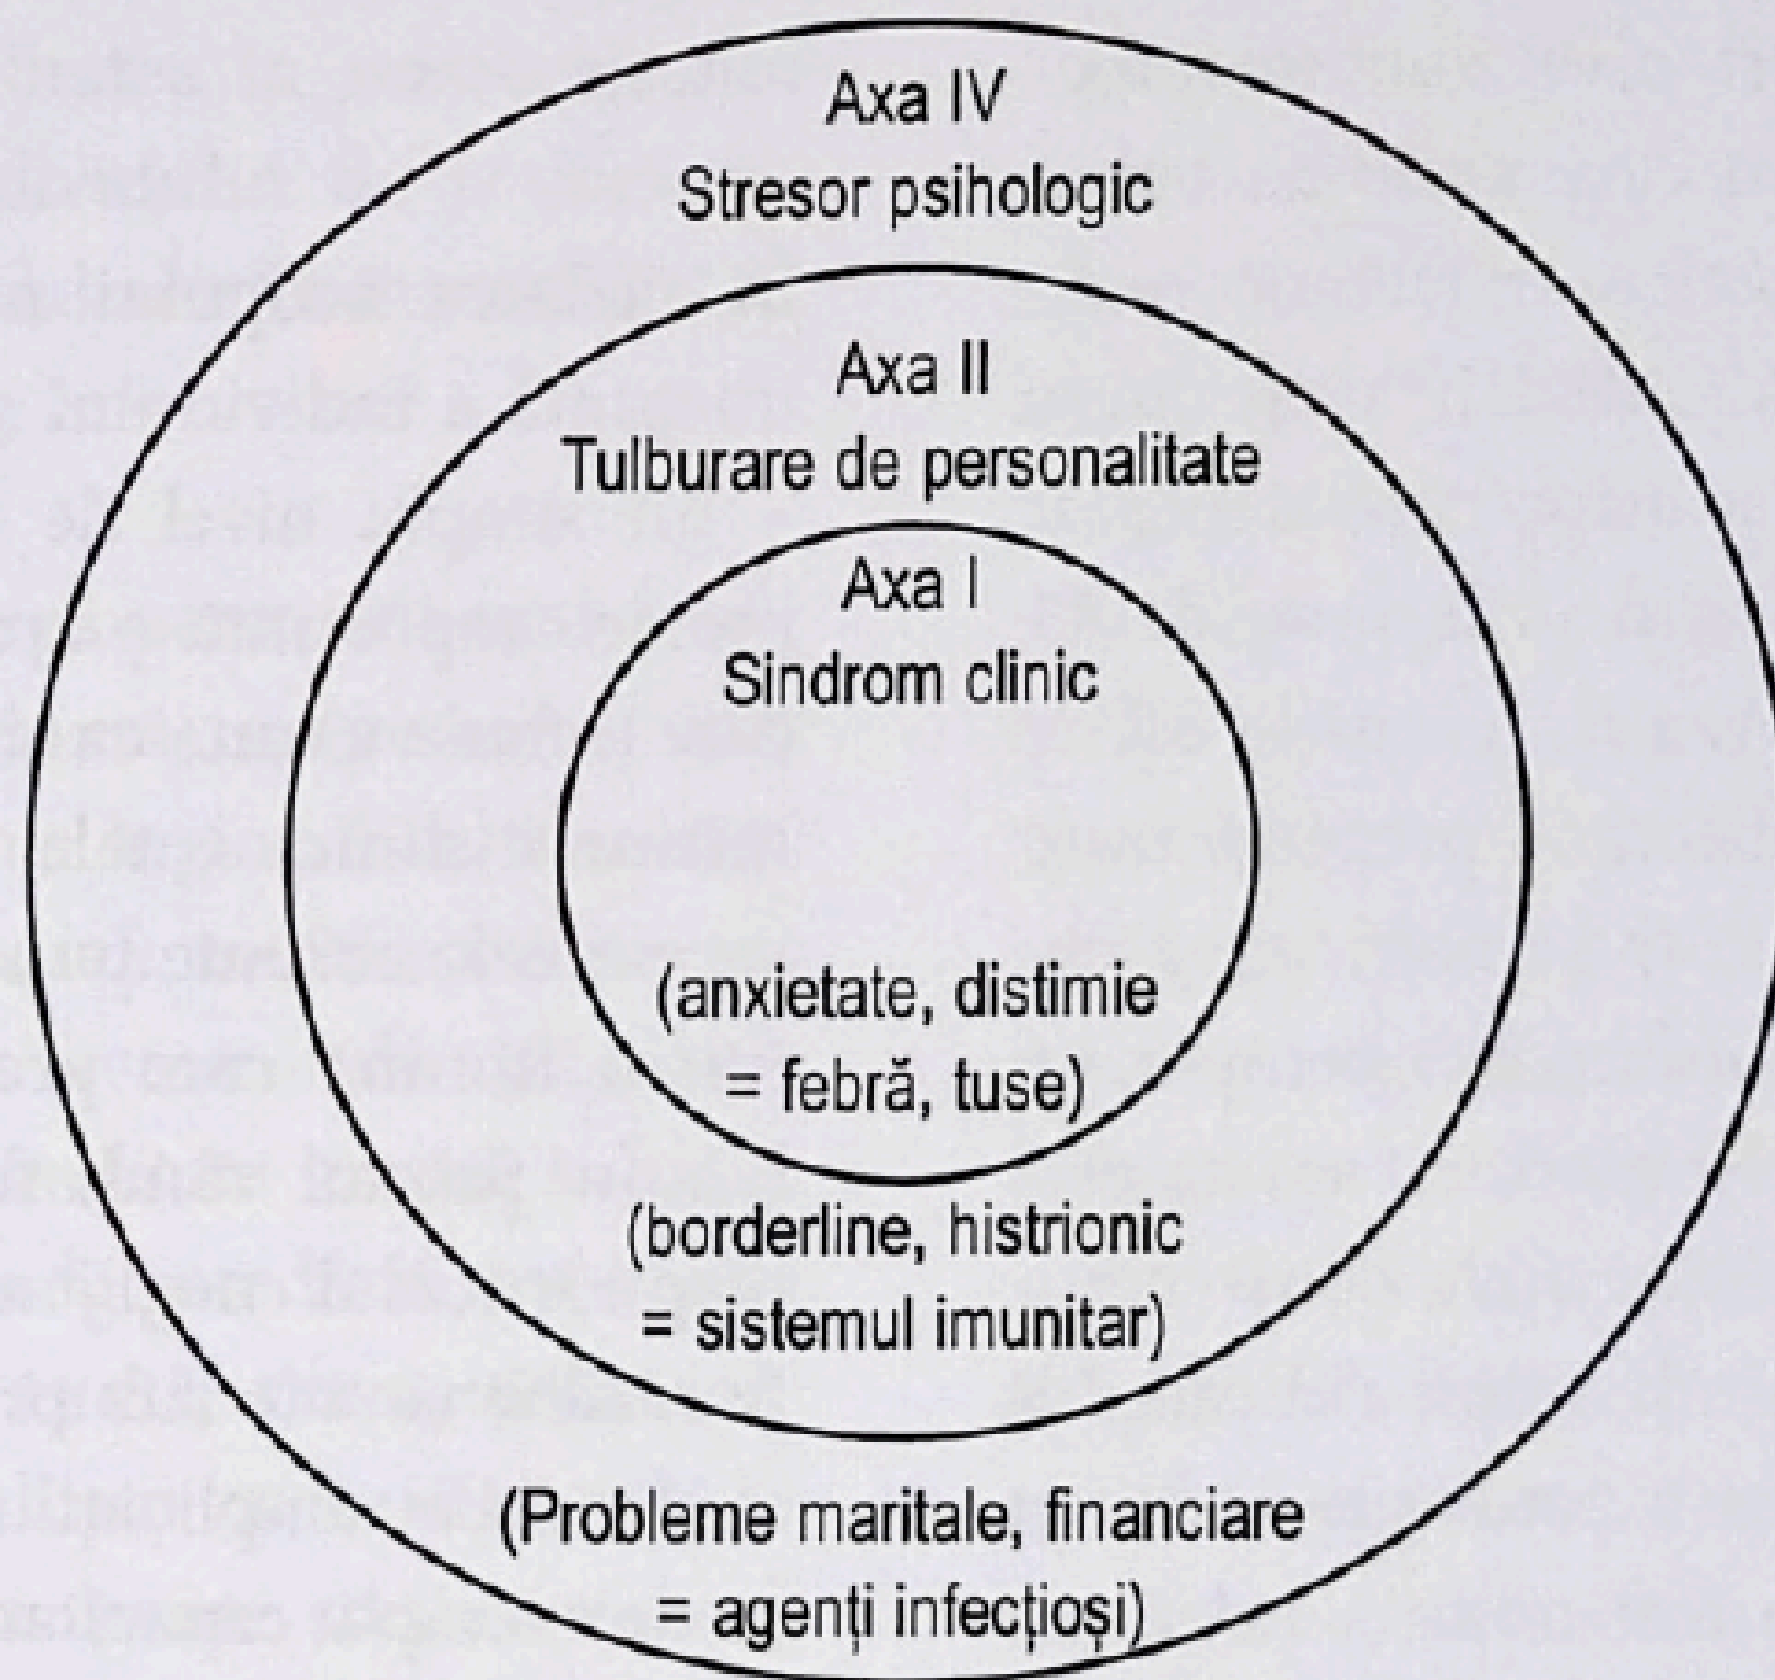 Axa IV
Stresor psihologic
Axa II
Tulburare de personalitate
Axa I
Sindrom clinic
(anxietate, distimie
= febră, tuse)
(borderline, histrionic
= sistemul imunitar)
(Probleme maritale, financiare
= agenți infecțioși)